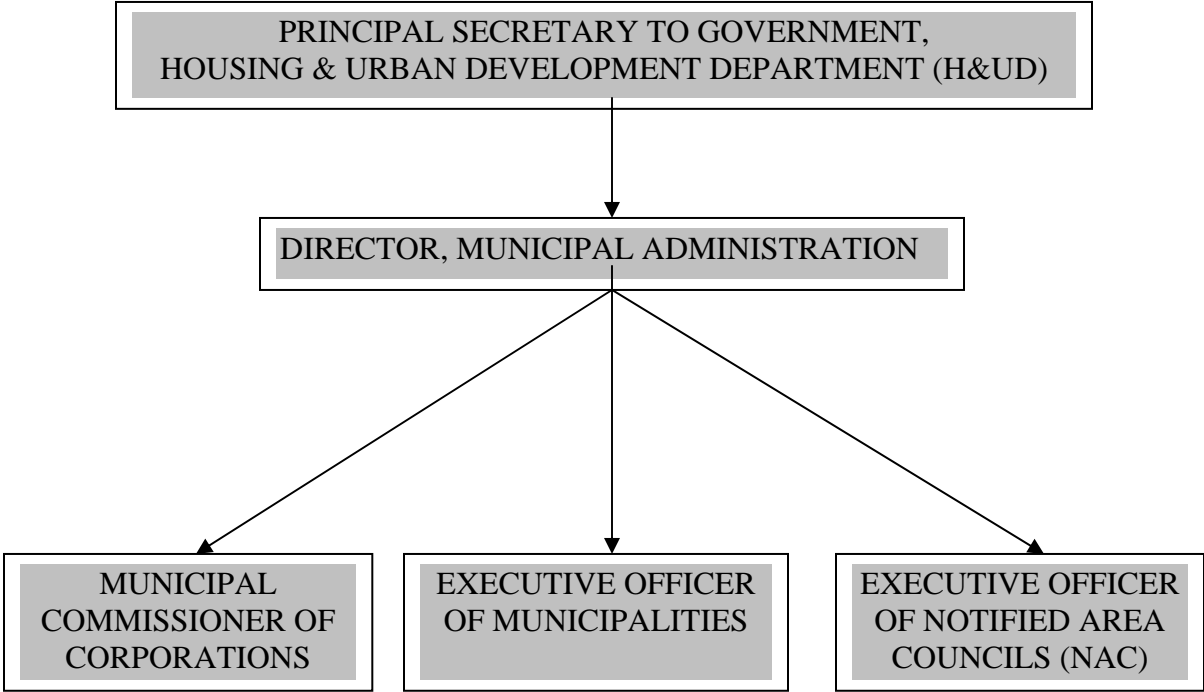 PRINCIPAL SECRETARY TO GOVERNMENT,
HOUSING & URBAN DEVELOPMENT DEPARTMENT (H&UD)
DIRECTOR, MUNICIPAL ADMINISTRATION
MUNICIPAL
COMMISSIONER OF
CORPORATIONS
EXECUTIVE OFFICER
OF MUNICIPALITIES
EXECUTIVE OFFICER
OF NOTIFIED AREA
COUNCILS (NAC)